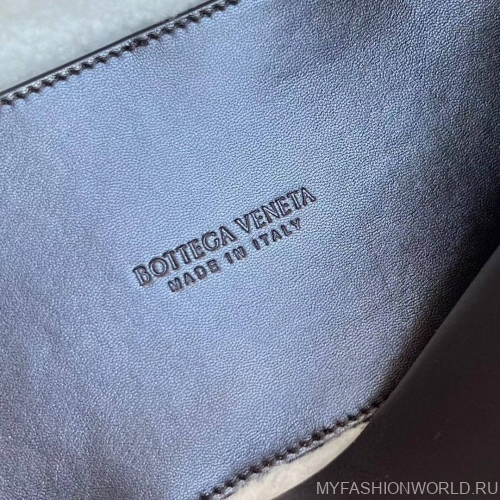 BOTTEGA VENETA
MADE IN ITALY
MYFASHIONWORLD.RU